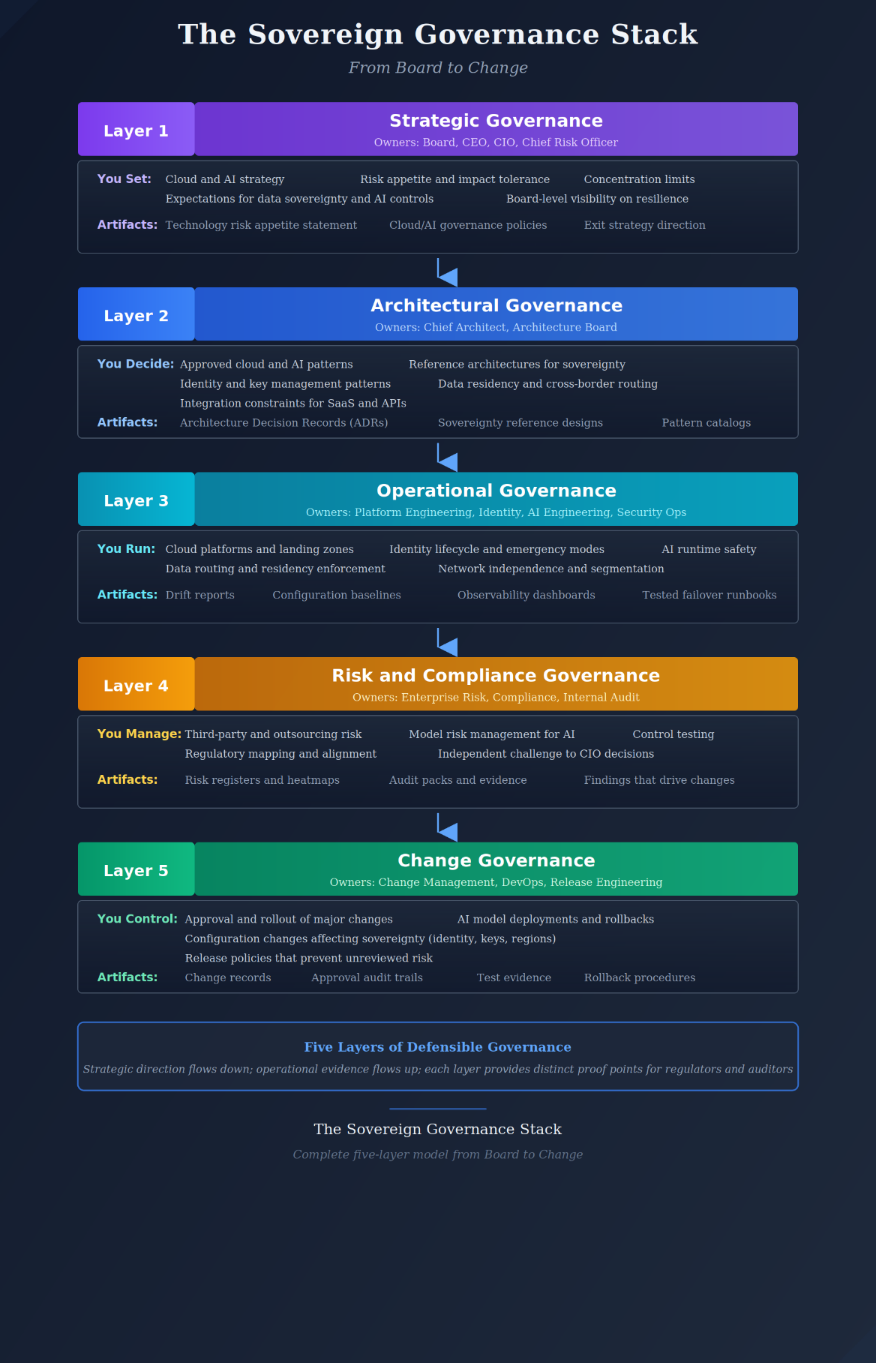 The Sovereign Governance Stack
From Board to Change
Layer 1
Strategic Governance
Owners: Board, CEO, CIO, Chief Risk Officer
You Set: Cloud and AI strategy Risk appetite and impact tolerance Concentration limits
Expectations for data sovereignty and AI controls Board-level visibility on resilience
Artifacts: Technology risk appetite statement Cloud/AI governance policies Exit strategy direction
Layer 2
Architectural Governance
Owners: Chief Architect, Architecture Board
You Decide: Approved cloud and AI patterns Reference architectures for sovereignty
Identity and key management patterns Data residency and cross-border routing
Integration constraints for SaaS and APIs
Artifacts: Architecture Decision Records (ADRs) Sovereignty reference designs Pattern catalogs
Layer 3
Operational Governance
Owners: Platform Engineering, Identity, AI Engineering, Security Ops
You Run: Cloud platforms and landing zones Identity lifecycle and emergency modes AI runtime safety
Data routing and residency enforcement Network independence and segmentation
Artifacts: Drift reports Configuration baselines Observability dashboards Tested failover runbooks
Layer 4
Risk and Compliance Governance
Owners: Enterprise Risk, Compliance, Internal Audit
You Manage: Third-party and outsourcing risk Model risk management for AI Control testing
Regulatory mapping and alignment Independent challenge to CIO decisions
Artifacts: Risk registers and heatmaps Audit packs and evidence Findings that drive changes
Layer 5
Change Governance
Owners: Change Management, DevOps, Release Engineering
You Control: Approval and rollout of major changes AI model deployments and rollbacks
Configuration changes affecting sovereignty (identity, keys, regions)
Release policies that prevent unreviewed risk
Artifacts: Change records Approval audit trails Test evidence Rollback procedures
Five Layers of Defensible Governance
Strategic direction flows down; operational evidence flows up; each layer provides distinct proof points for regulators and auditors
The Sovereign Governance Stack
Complete five-layer model from Board to Change